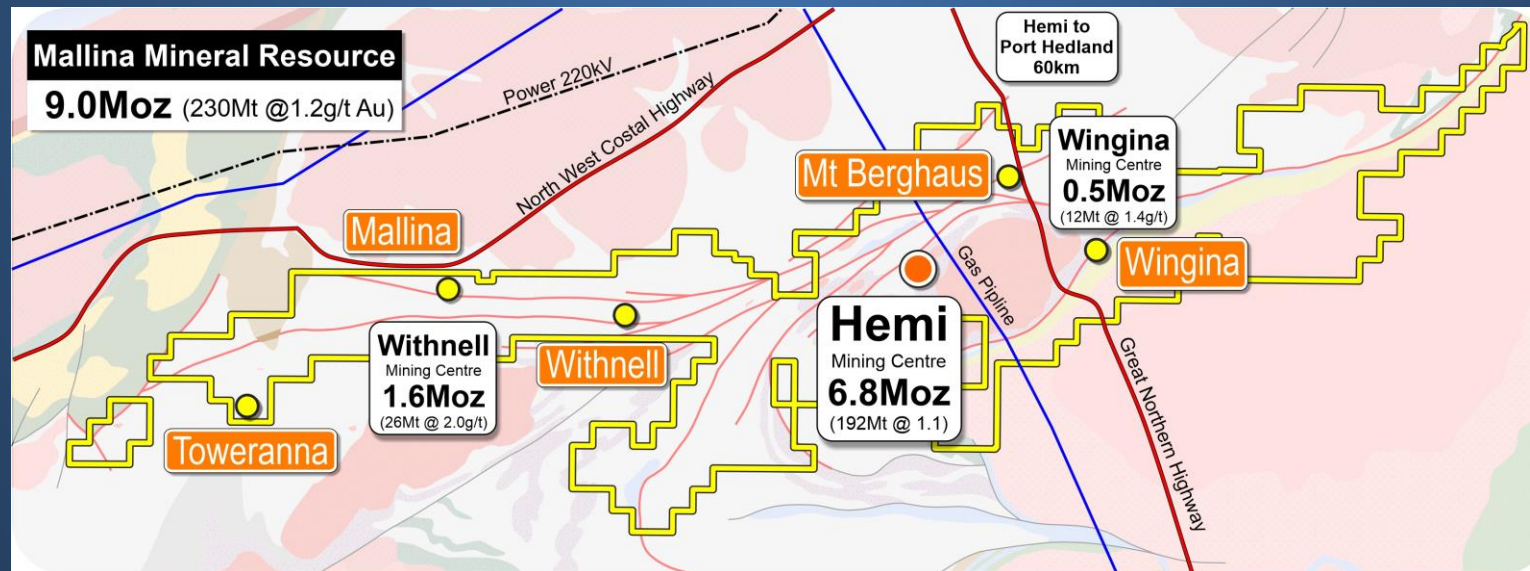 Mallina Mineral Resource
9.0Moz (230Mt @1.2g/t Au)
Power 220kV
North West Costal Highway
Hemi to
Port Hedland
60km
Mt Berghaus
Wingina
Mining Centre
0.5Moz
(12Mt @ 1.4g/t)
Wingina
Mallina
Gas Pipline
Withnell
Mining Centre
1.6Moz
(26Mt @ 2.0g/t)
Withnell
Hemi
Mining Centre
6.8Moz
(192Mt @ 1.1)
Great Northern Highway
Toweranna